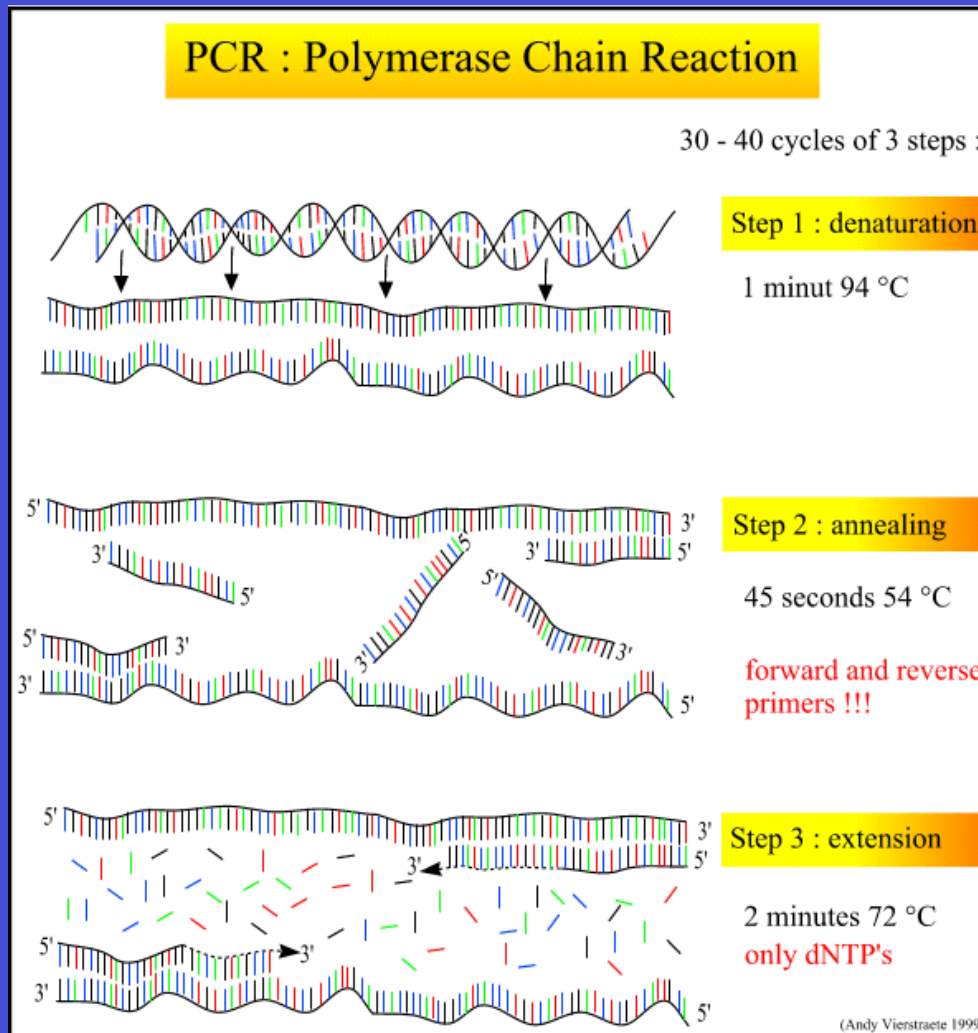 PCR : Polymerase Chain Reaction
30 - 40 cycles of 3 steps :
Step 1 : denaturation
1 minut 94 °C
5'
3'
Step 2 : annealing
3'
5'
3'
5'
5'
5'
45 seconds 54 °C
5'
3'
3'
3'
forward and reverse
primers !!!
3'
5'
5'
3'
Step 3 : extension
3'
5'
2 minutes 72 °C
only dNTP's
5'
3'
3'
5'
(Andy Vierstraete 1999